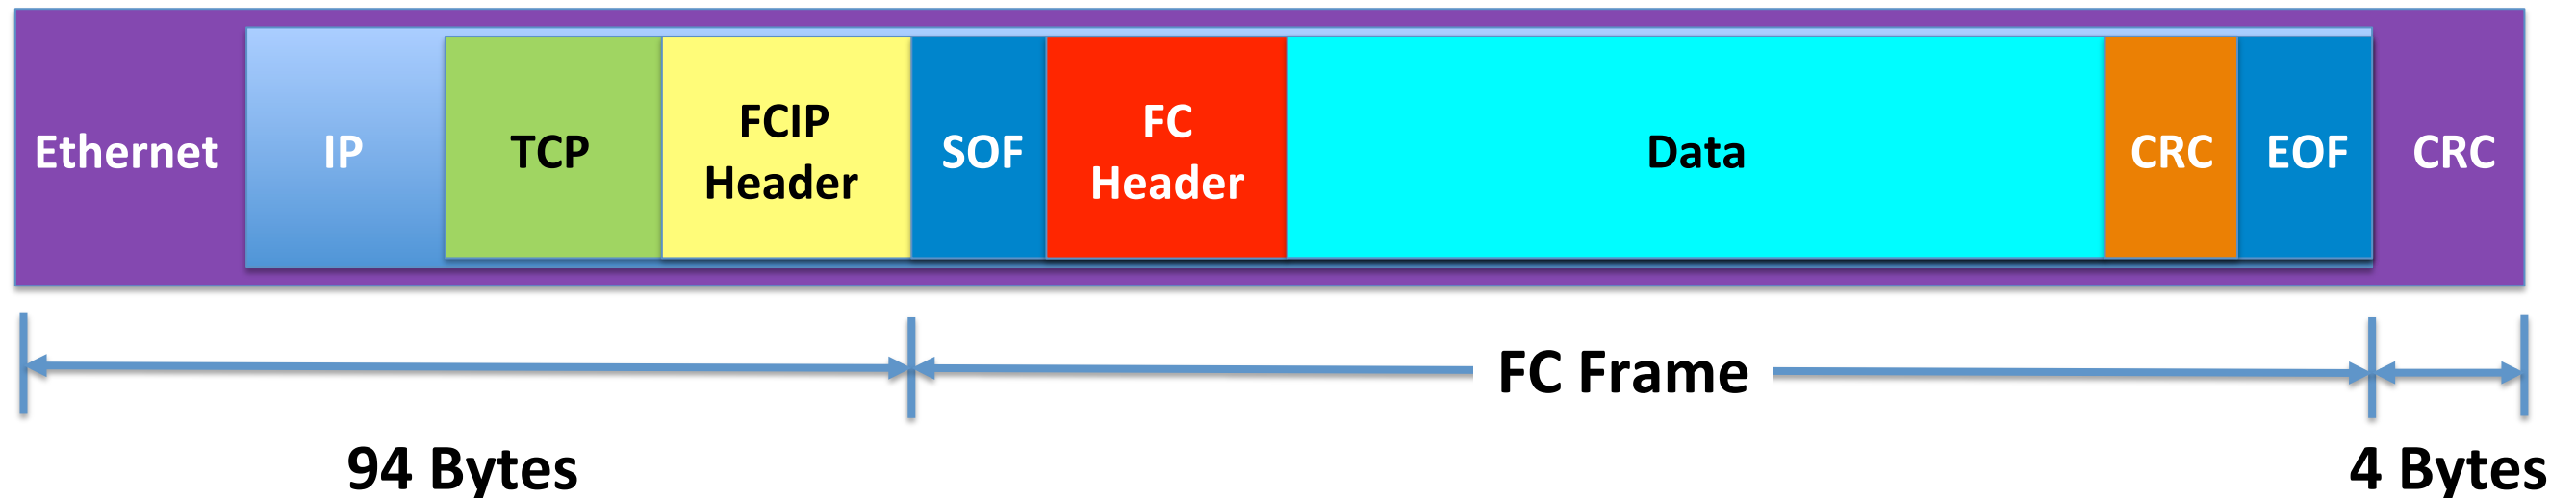 Ethernet
IP
TCP
FCIP
Header
SOF
FC
Header
Data
CRC
EOF
CRC
FC Frame
94 Bytes
4 Bytes